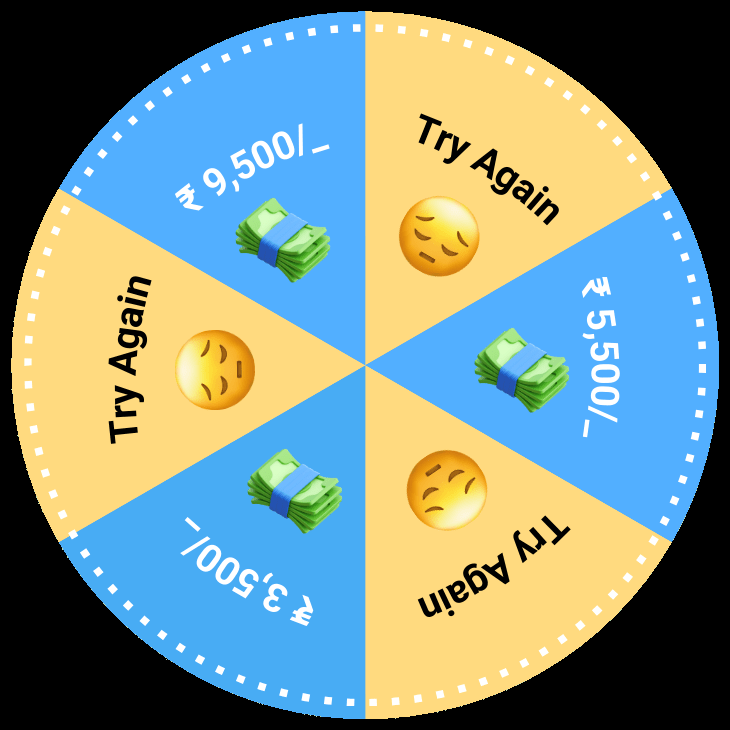 ₹ 9,500/_
Try Again
₹ 5,500/_
Try Again
₹ 3,500/_
Try Again